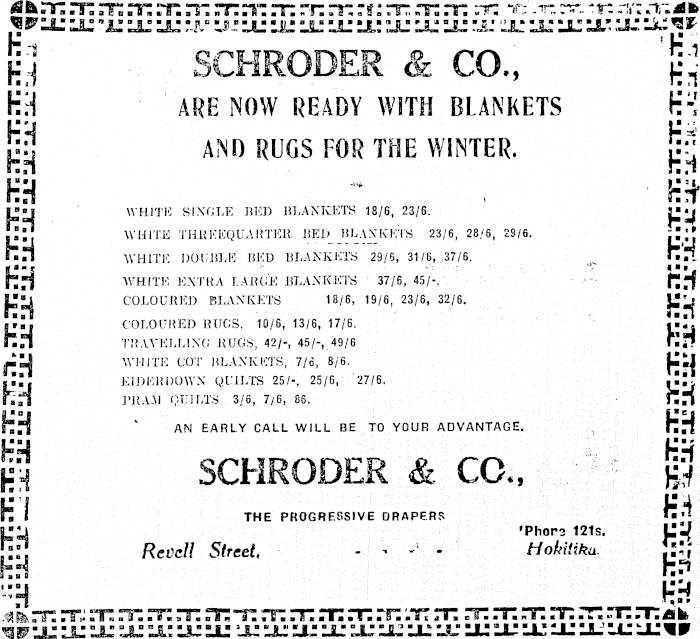 SCHRODER & CO.,
ARE NOW READY WITH BLANKETS
AND RUGS FOR THE WINTER.
WHITE SINGLE BED BLANKETS 18/6, 23/6.
WHITE THREEQUARTER BED BLANKETS 23/6, 28/6, 29/6.
WHITE DOUBLE BED BLANKETS 29/6, 31/6, 37/6.
WHITE EXTRA LARGE BLANKETS 37/6, 45/-.
COLOURED BLANKETS 18/6, 19/6, 23/6, 32/6.
COLOURED RUGS, 10/6, 13/6, 17/6.
TRAVELLING RUGS, 42/-, 45/-, 49/6
WHITE COT BLANKETS, 7/6, 8/6.
EIDERDOWN QUILTS 25/-, 25/6, 27/6.
PRAM QUILTS 3/6, 7/6, 86.
AN EARLY CALL WILL BE TO YOUR ADVANTAGE.
SCHRODER & CO.,
THE PROGRESSIVE DRAPERS
'Phone 121s.
Revell Street, - - - - Hokitika.